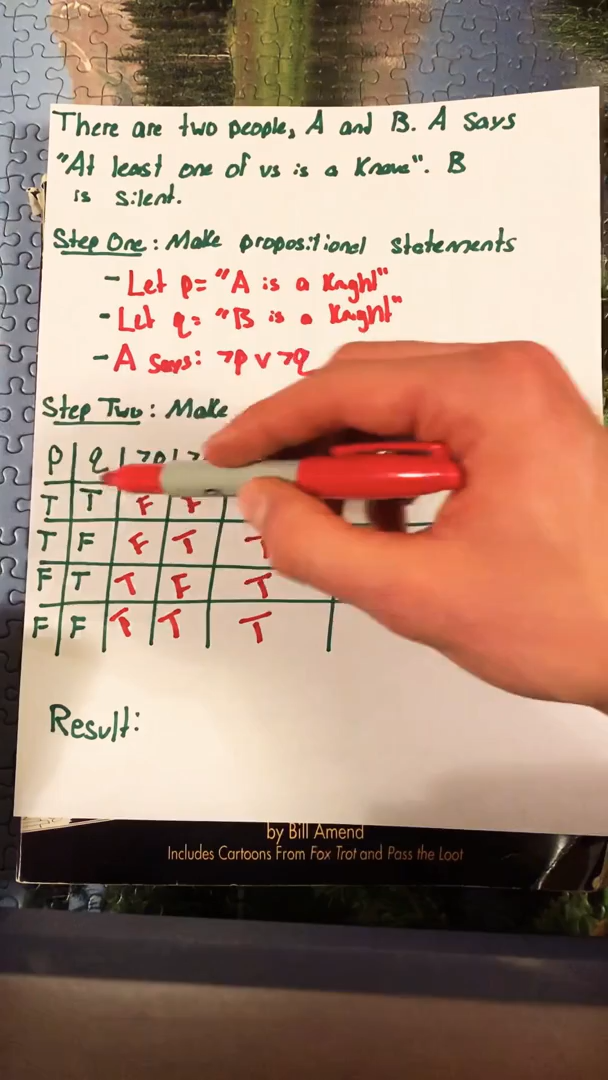 There are two people, A and B. A says
"At least one of us is a Knave". B
is silent.
Step One: Make propositional statements
- Let p = "A is a Knight"
- Let q = "B is a Knight"
- A says: ¬p ∨ ¬q
Step Two: Make
p q ¬p
T T F F
T F F T T
F T T F T
F F T T T
Result:
by Bill Amend
Includes Cartoons From Fox Trot and Pass the Loot